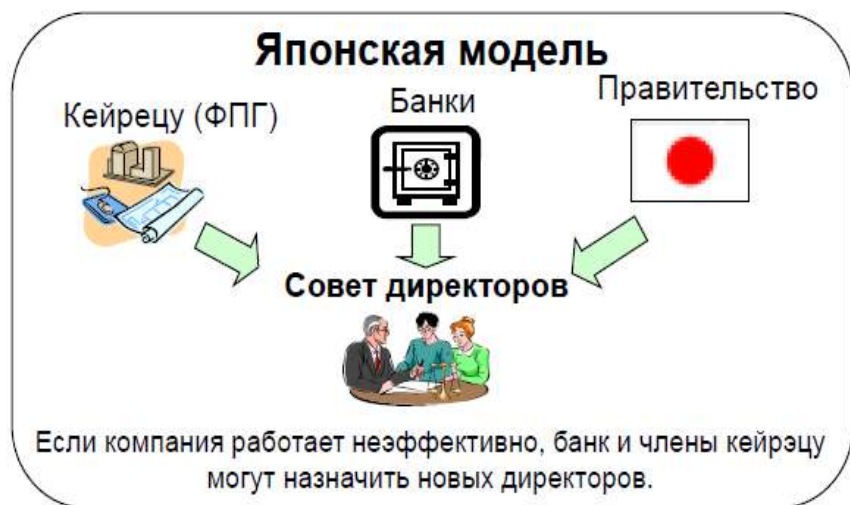 Японская модель
Кейрецу (ФПГ)
Банки
Правительство
Совет директоров
Если компания работает неэффективно, банк и члены кейрэцу
могут назначить новых директоров.